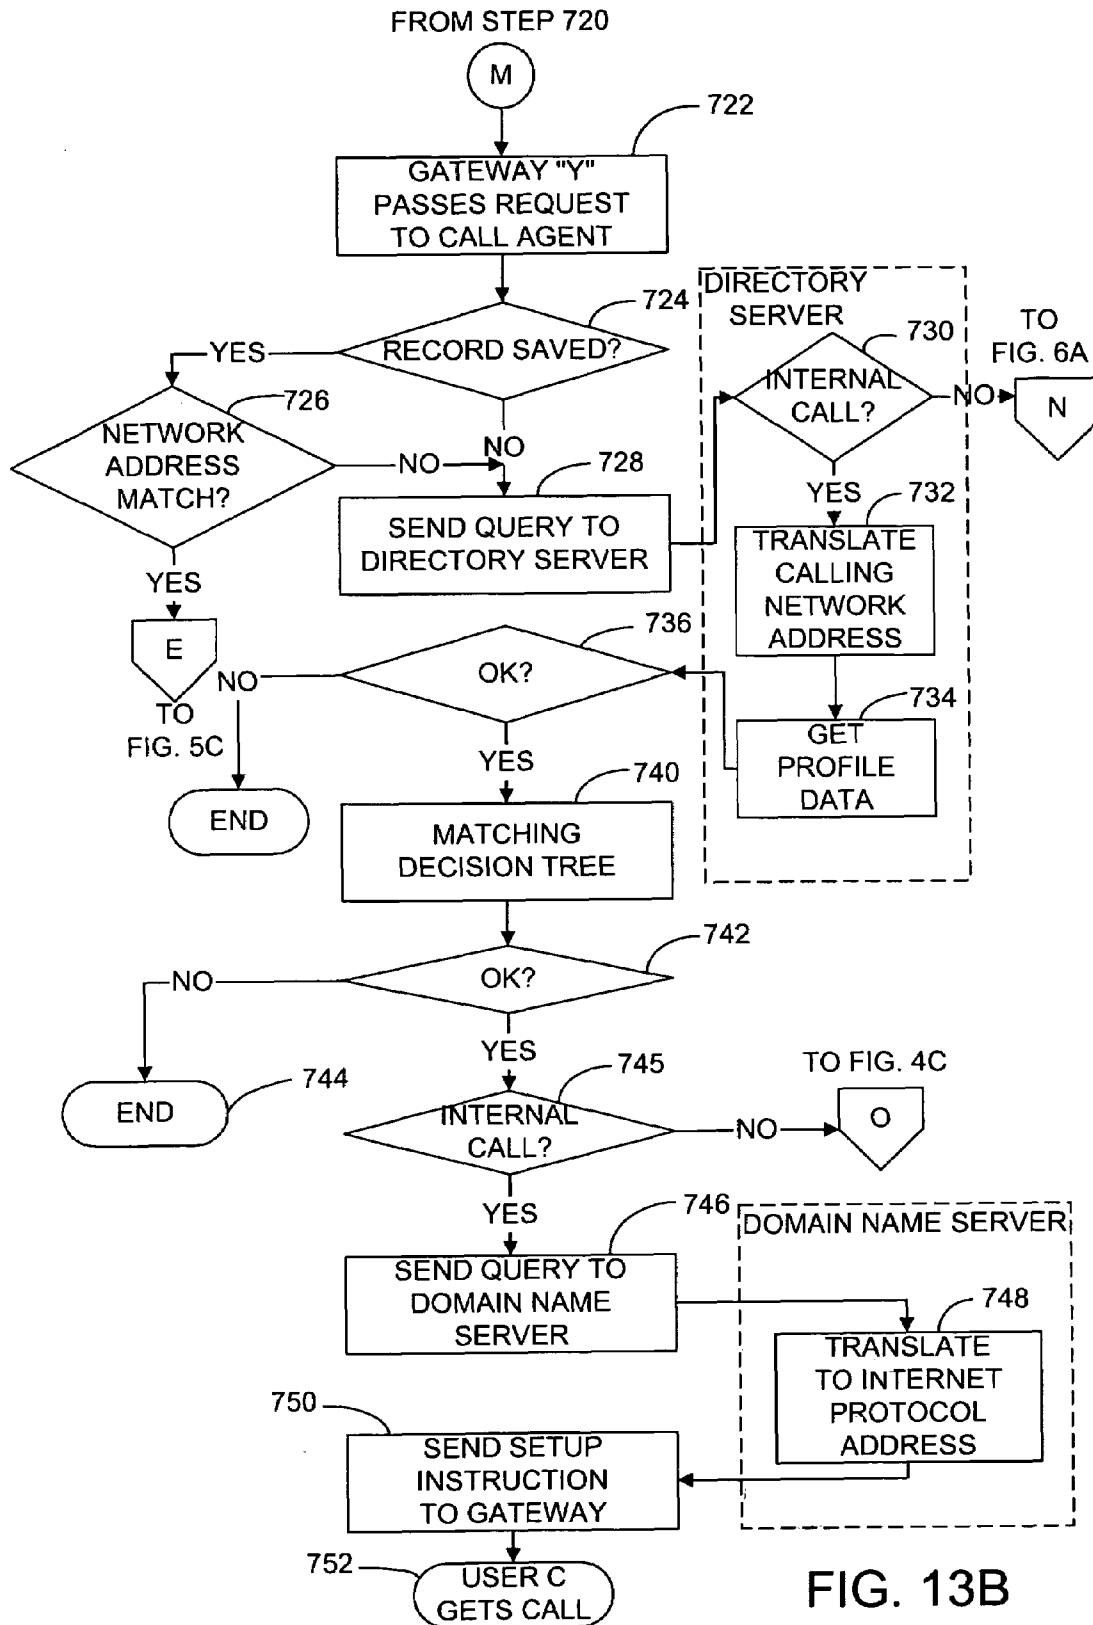 FROM STEP 720
M
722
GATEWAY "Y"
PASSES REQUEST
TO CALL AGENT
724
RECORD SAVED?
YES
NO
726
NETWORK
ADDRESS
MATCH?
NO
YES
E
TO
FIG. 5C
728
SEND QUERY TO
DIRECTORY SERVER
DIRECTORY
SERVER
730
INTERNAL
CALL?
NO
TO
FIG. 6A
N
YES
732
TRANSLATE
CALLING
NETWORK
ADDRESS
734
GET
PROFILE
DATA
736
OK?
NO
END
YES
740
MATCHING
DECISION TREE
742
OK?
NO
END
744
YES
745
INTERNAL
CALL?
NO
TO FIG. 4C
O
YES
746
SEND QUERY TO
DOMAIN NAME
SERVER
DOMAIN NAME SERVER
748
TRANSLATE
TO INTERNET
PROTOCOL
ADDRESS
750
SEND SETUP
INSTRUCTION
TO GATEWAY
752
USER C
GETS CALL
FIG. 13B